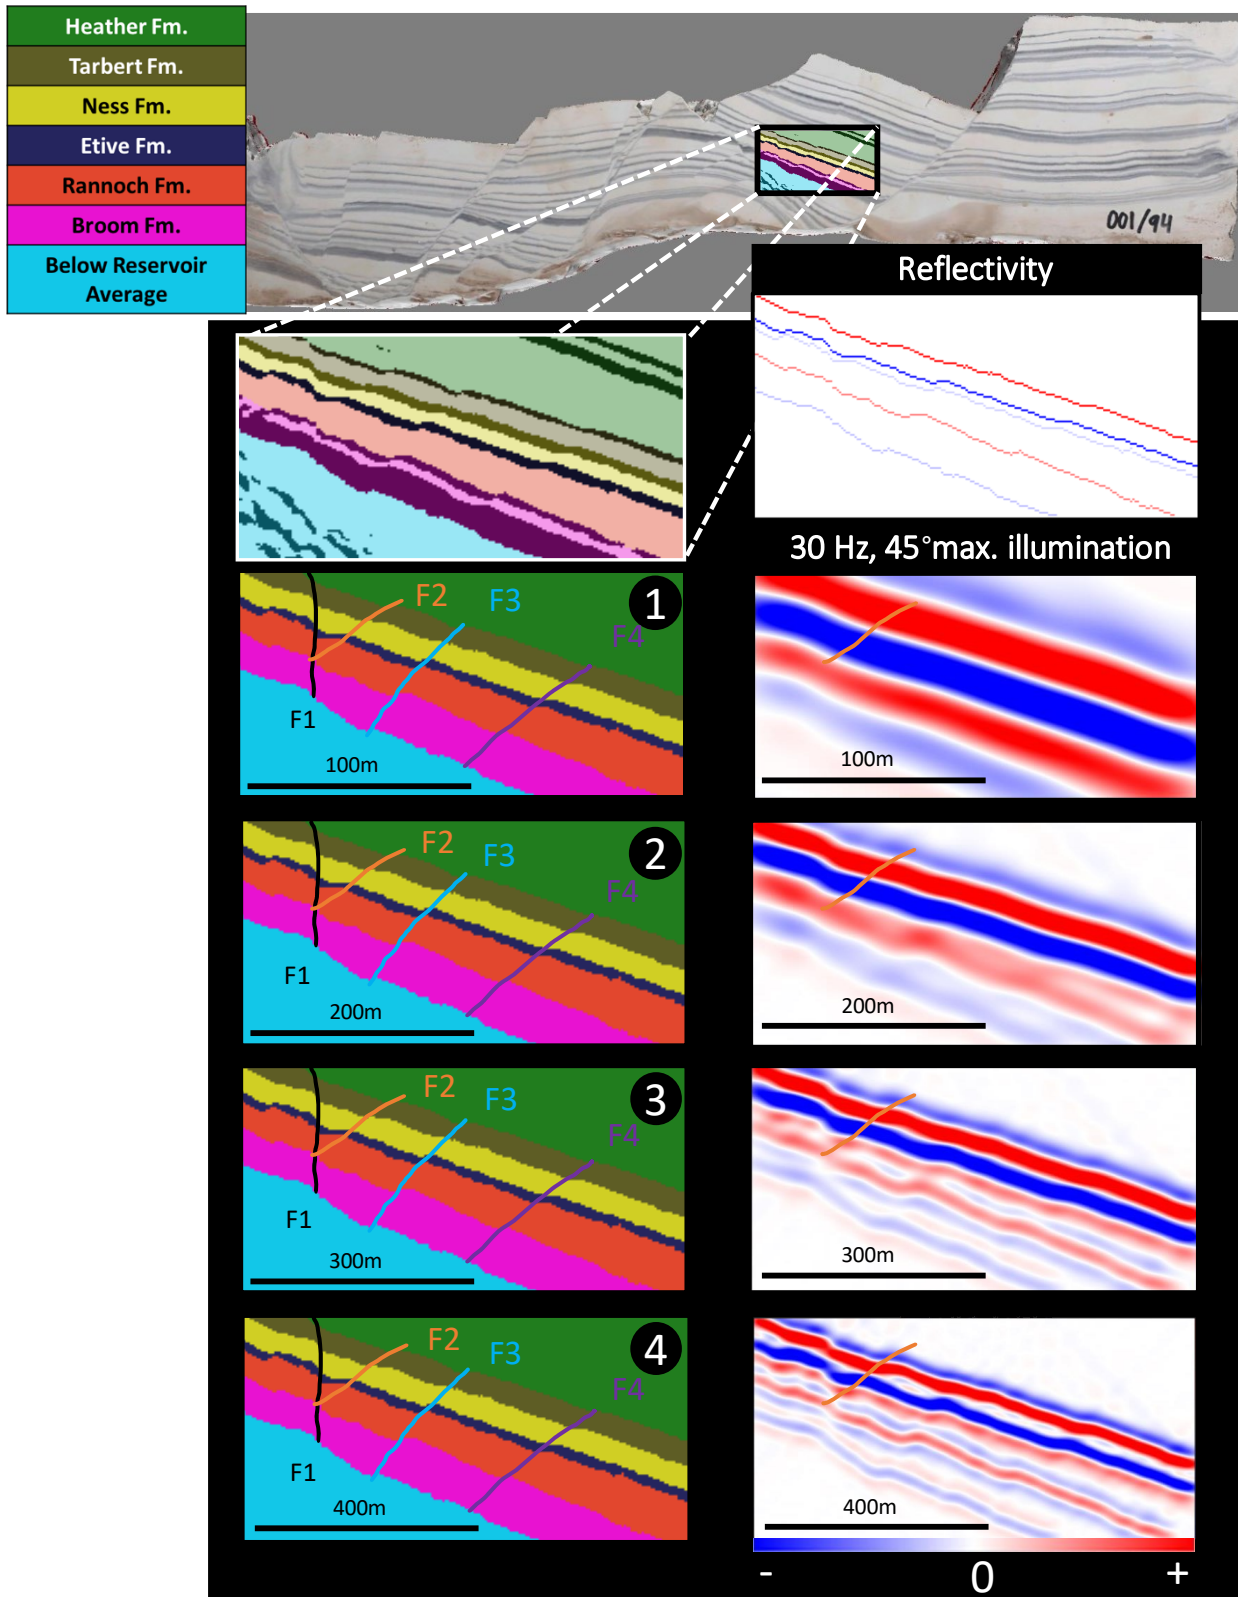 Heather Fm.
Tarbert Fm.
Ness Fm.
Etive Fm.
Rannoch Fm.
Broom Fm.
Below Reservoir
Average
001/94
Reflectivity
30 Hz, 45°max. illumination
1
F2
F3
F4
F1
100m
100m
2
F2
F3
F4
F1
200m
200m
3
F2
F3
F4
F1
300m
300m
4
F2
F3
F4
F1
400m
400m
- 0 +